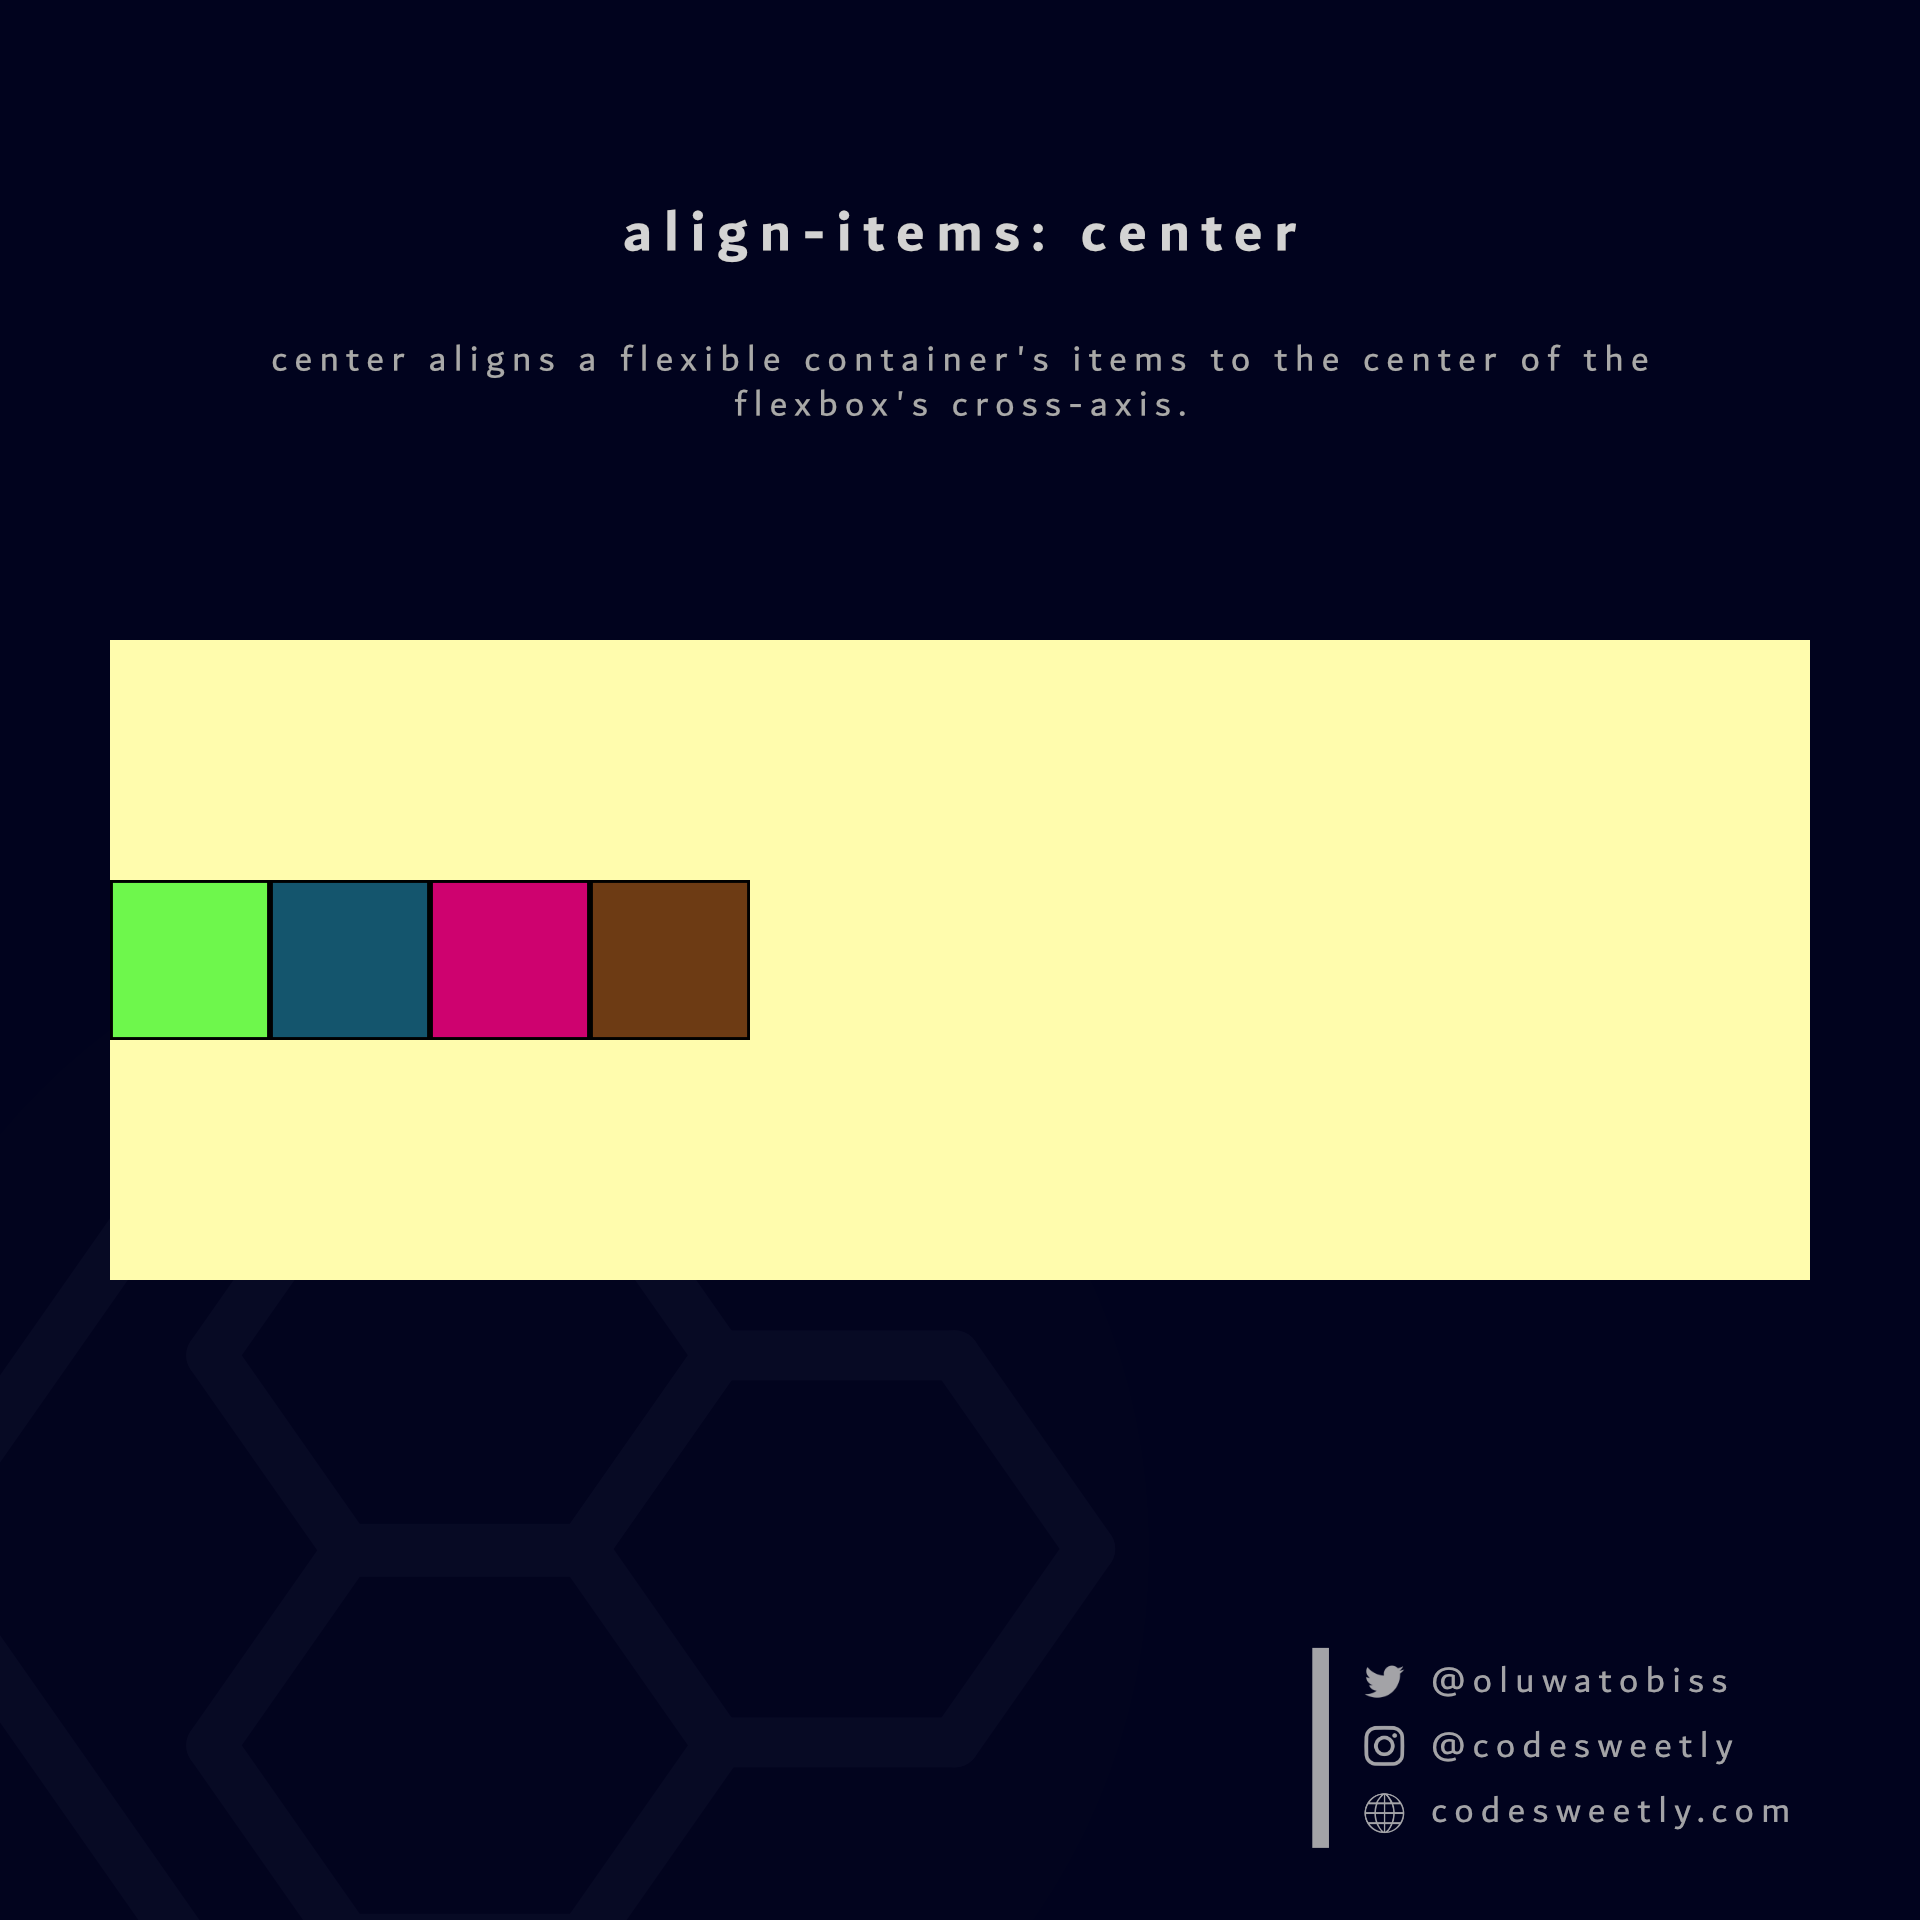 align-items: center
center aligns a flexible container's items to the center of the
flexbox's cross-axis.
@oluwatobiss
@codesweetly
codesweetly.com